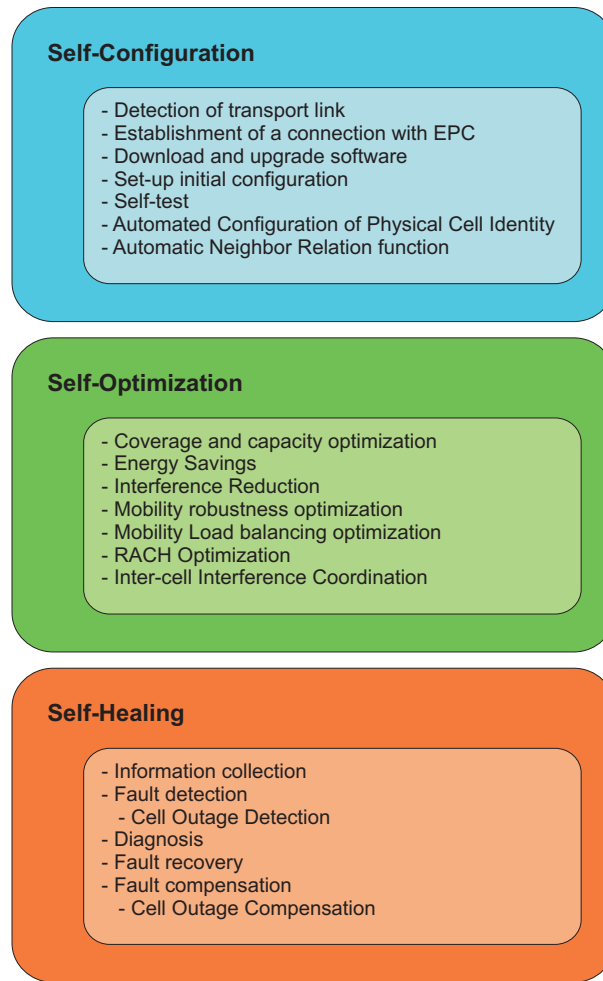 Self-Configuration
- Detection of transport link
- Establishment of a connection with EPC
- Download and upgrade software
- Set-up initial configuration
- Self-test
- Automated Configuration of Physical Cell Identity
- Automatic Neighbor Relation function
Self-Optimization
- Coverage and capacity optimization
- Energy Savings
- Interference Reduction
- Mobility robustness optimization
- Mobility Load balancing optimization
- RACH Optimization
- Inter-cell Interference Coordination
Self-Healing
- Information collection
- Fault detection
- Cell Outage Detection
- Diagnosis
- Fault recovery
- Fault compensation
- Cell Outage Compensation